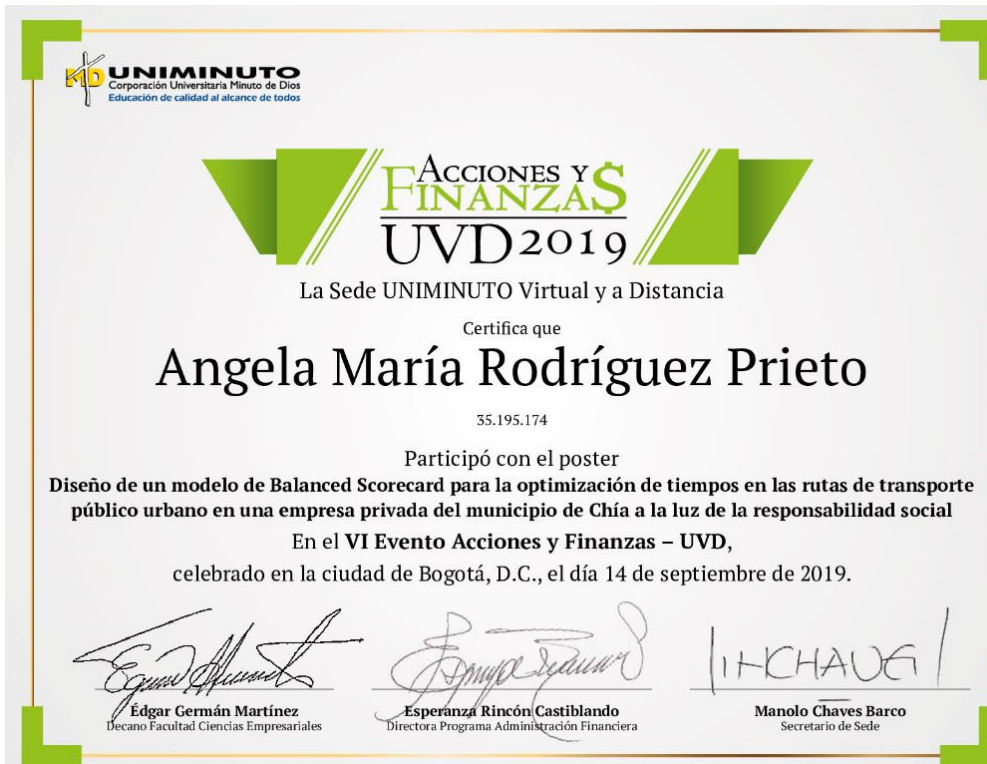 MD UNIMINUTO
Corporación Universitaria Minuto de Dios
Educación de calidad al alcance de todos
ACCIONES Y
FINANZA$
UVD 2019
La Sede UNIMINUTO Virtual y a Distancia
Certifica que
Angela María Rodríguez Prieto
35.195.174
Participó con el poster
Diseño de un modelo de Balanced Scorecard para la optimización de tiempos en las rutas de transporte
público urbano en una empresa privada del municipio de Chía a la luz de la responsabilidad social
En el VI Evento Acciones y Finanzas – UVD,
celebrado en la ciudad de Bogotá, D.C., el día 14 de septiembre de 2019.
Édgar Germán Martínez
Decano Facultad Ciencias Empresariales
Esperanza Rincón Castiblando
Directora Programa Administración Financiera
Manolo Chaves Barco
Secretario de Sede